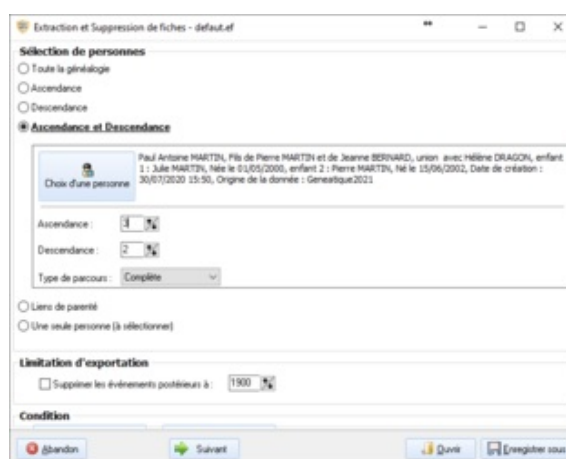 Extraction et Suppression de fiches - defaut.ef
Sélection de personnes
Toute la généalogie
Ascendance
Descendance
Ascendance et Descendance
Choix d'une personne
Paul Antoine MARTIN, Fils de Pierre MARTIN et de Jeanne BERNARD, union avec Hélène DRAGON, enfant
1 : Julie MARTIN, Née le 01/05/2000, enfant 2 : Pierre MARTIN, Né le 15/06/2002, Date de création :
30/07/2020 15:50, Origine de la donnée : Geneatique2021
Ascendance : 3
Descendance : 2
Type de parcours : Complète
Liens de parenté
Une seule personne (à sélectionner)
Limitation d'exportation
Supprimer les événements postérieurs à : 1900
Condition
Abandon Suivant Ouvrir Enregistrer sous